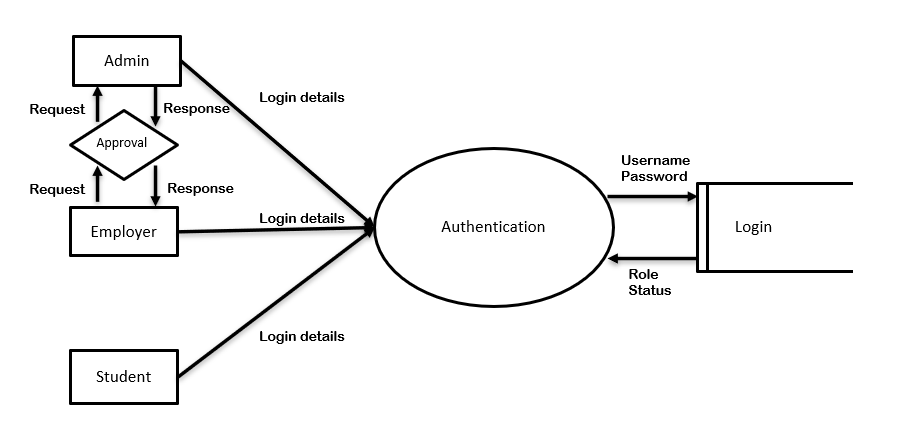 Admin
Login details
Request
Response
Approval
Request
Response
Employer
Login details
Student
Login details
Authentication
Username
Password
Login
Role
Status